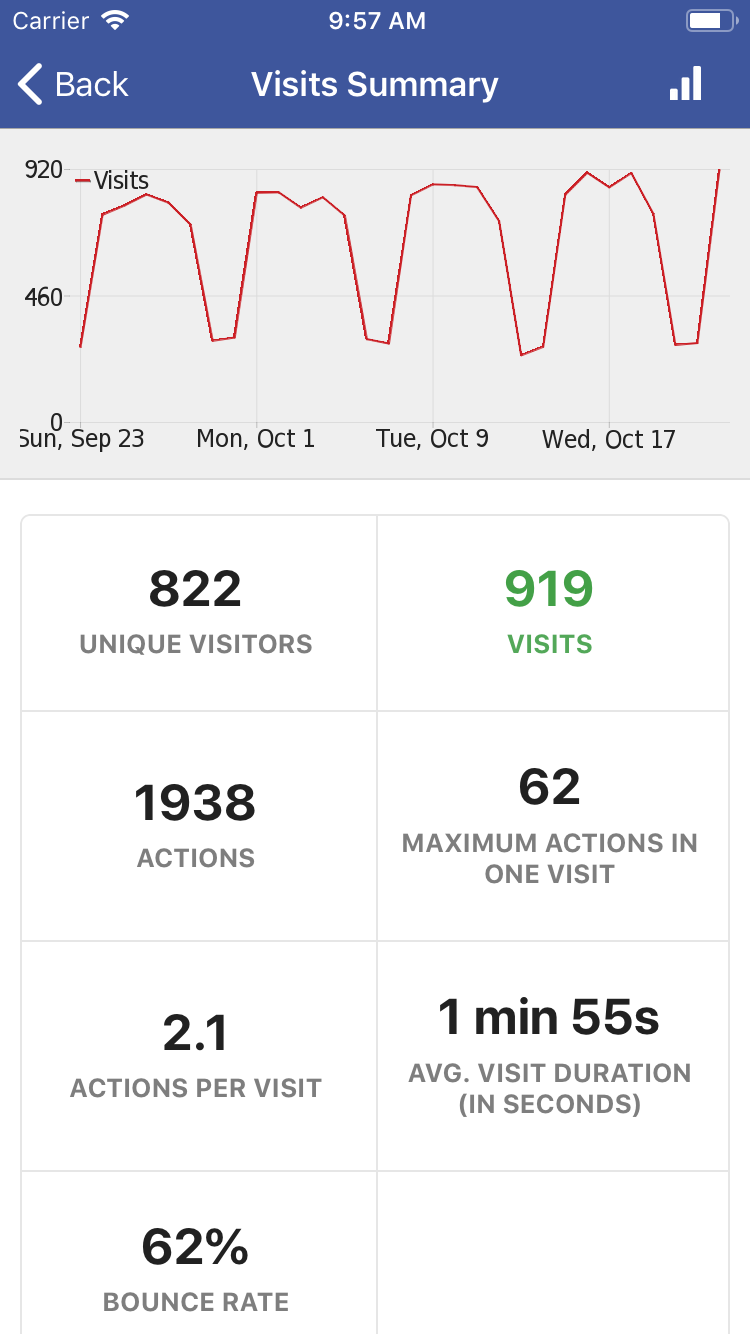 Carrier
9:57 AM
Back
Visits Summary
920
Visits
460
0
Sun, Sep 23
Mon, Oct 1
Tue, Oct 9
Wed, Oct 17
822
UNIQUE VISITORS
919
VISITS
1938
ACTIONS
62
MAXIMUM ACTIONS IN
ONE VISIT
2.1
ACTIONS PER VISIT
1 min 55s
AVG. VISIT DURATION
(IN SECONDS)
62%
BOUNCE RATE